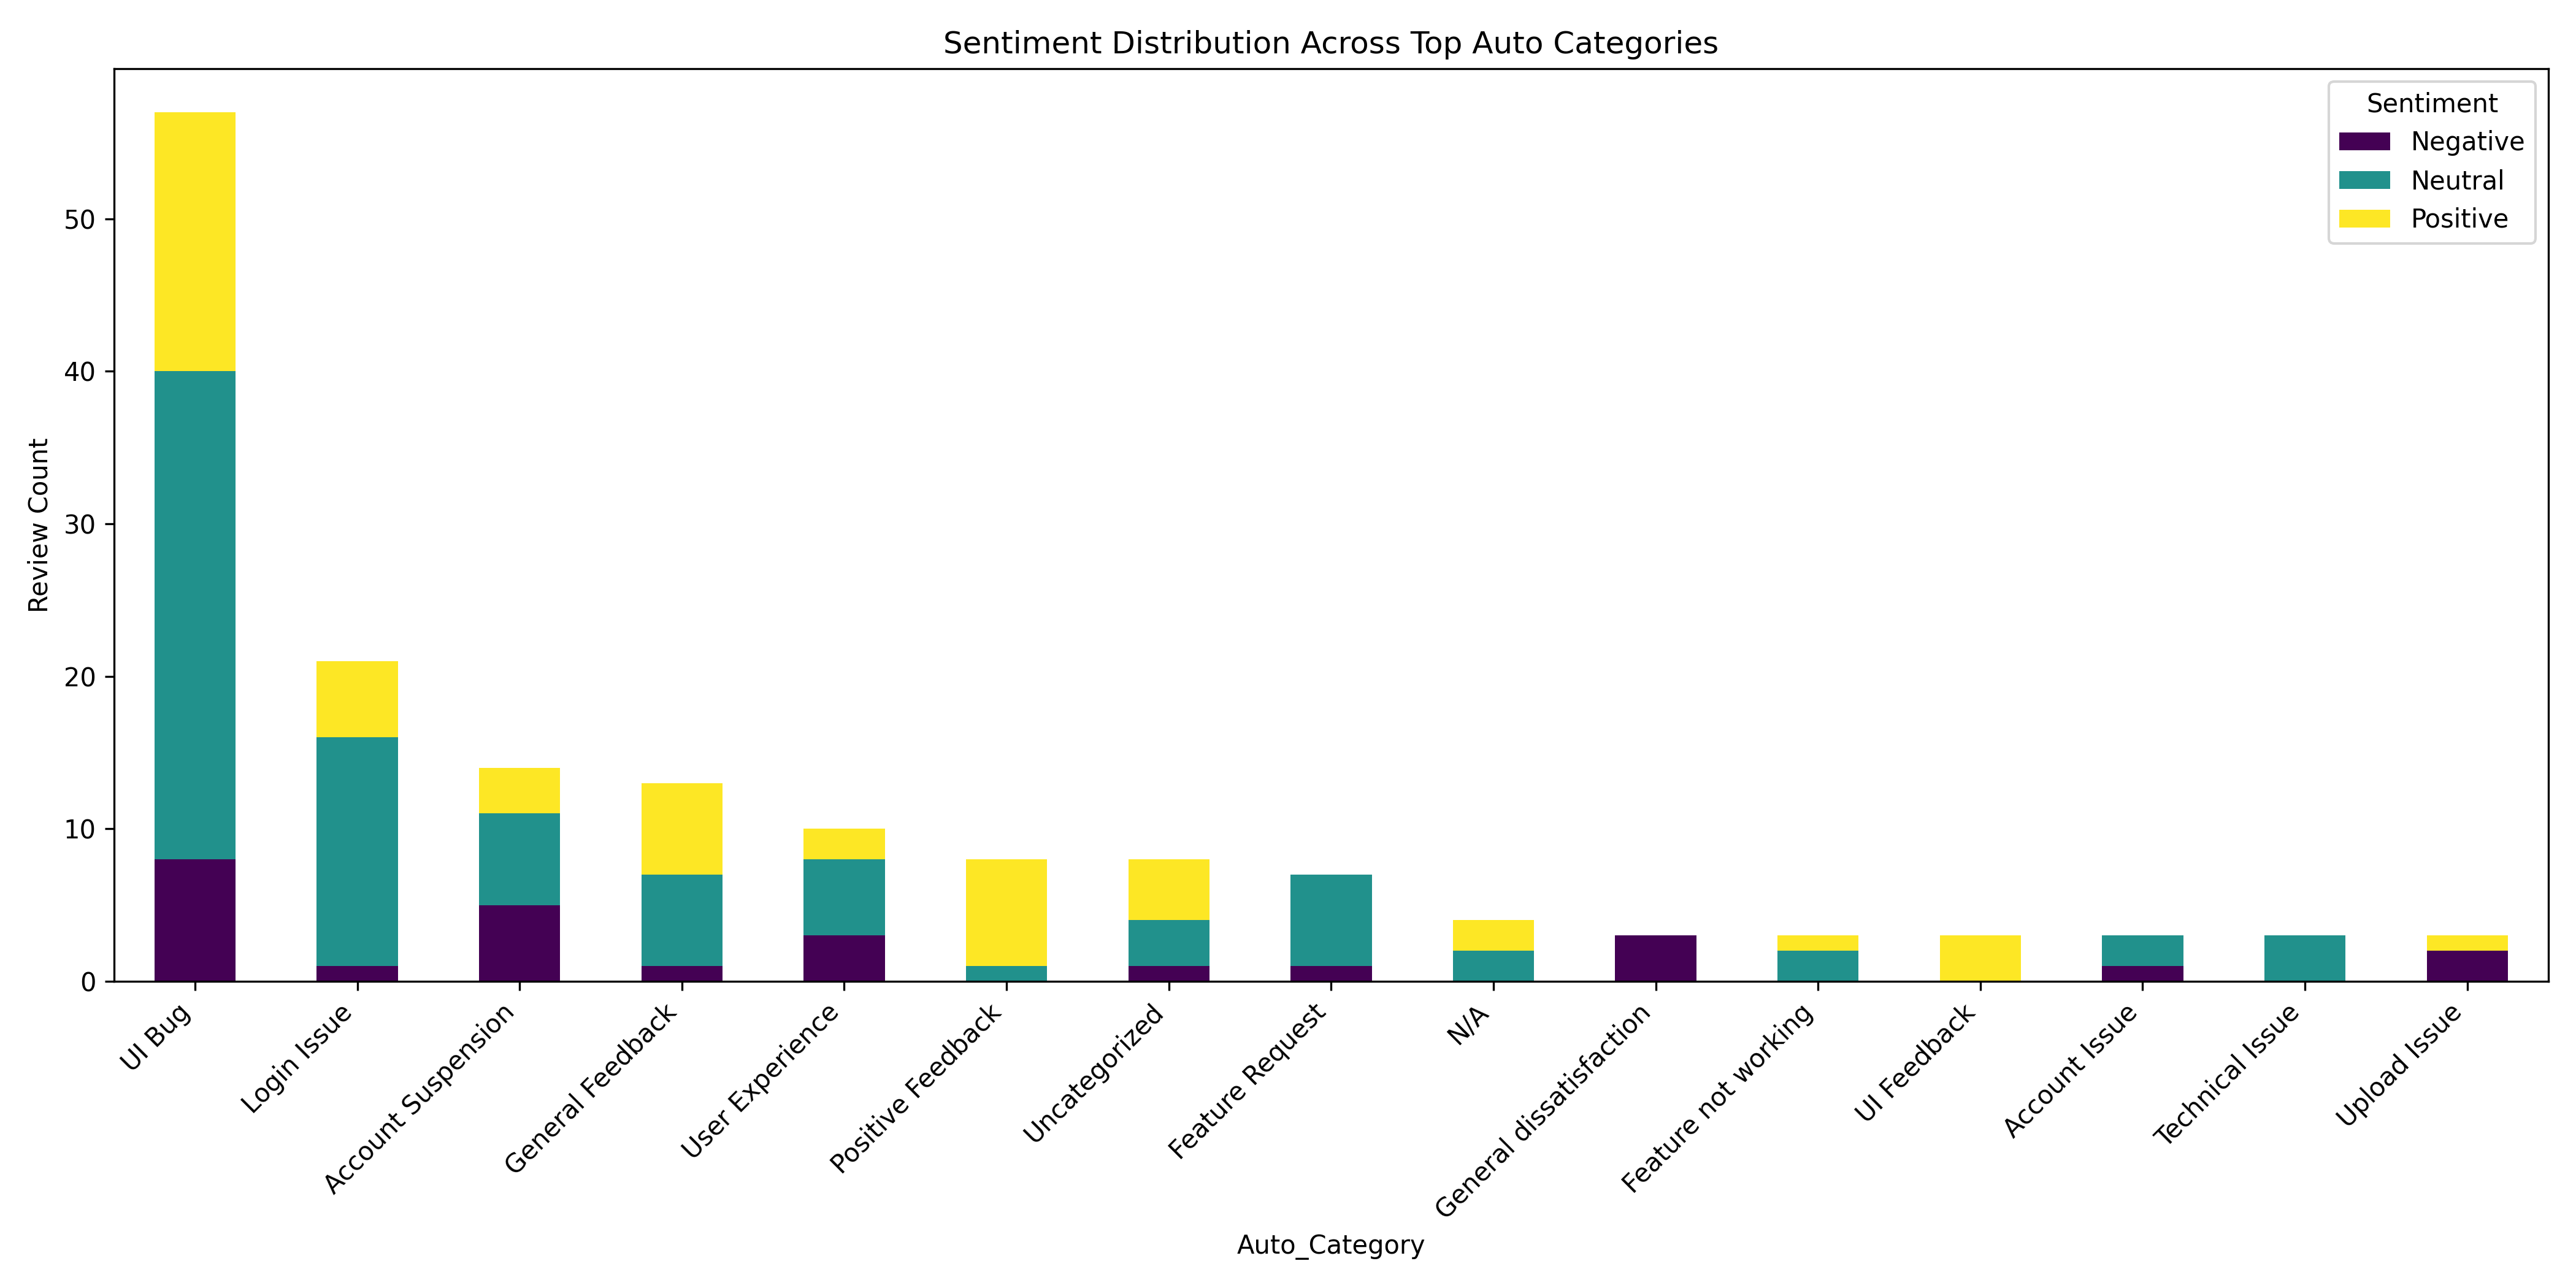 Sentiment Distribution Across Top Auto Categories
Sentiment
Negative
Neutral
Positive
Review Count
50
40
30
20
10
0
UI Bug
Login Issue
Account Suspension
General Feedback
User Experience
Positive Feedback
Uncategorized
Feature Request
N/A
General dissatisfaction
Feature not working
UI Feedback
Account Issue
Technical Issue
Upload Issue
Auto_Category